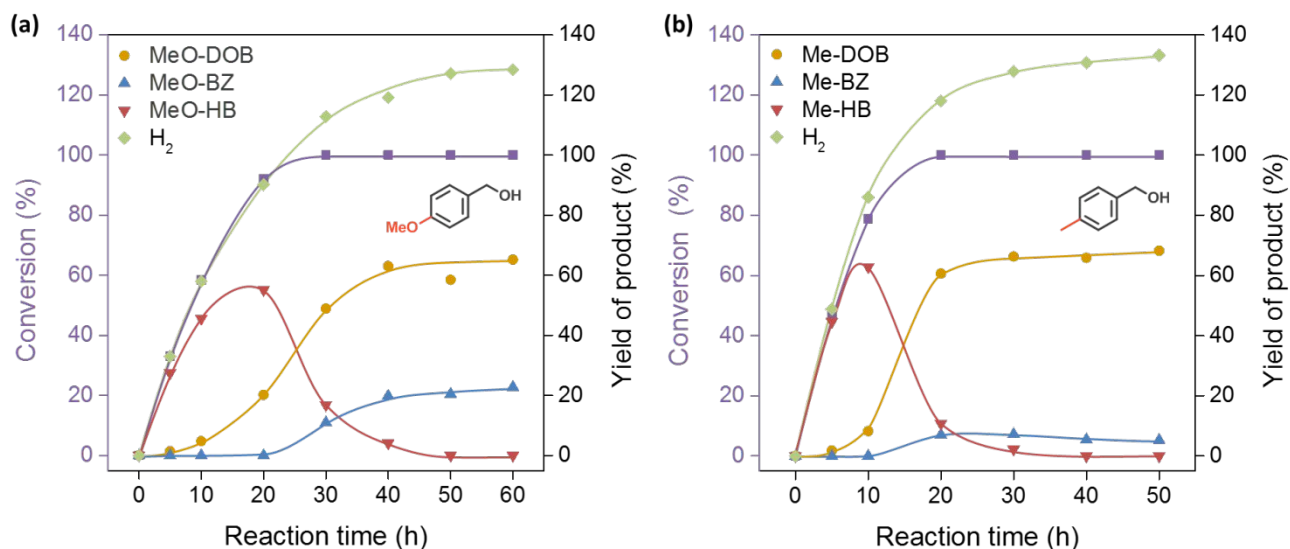 (a)
Conversion (%)
140
120
100
80
60
40
20
0
MeO-DOB
MeO-BZ
MeO-HB
H2
OH
MeO
140
120
100
80
60
40
20
0
Yield of product (%)
0
10
20
30
40
50
60
Reaction time (h)
(b)
Conversion (%)
140
120
100
80
60
40
20
0
Me-DOB
Me-BZ
Me-HB
H2
OH
140
120
100
80
60
40
20
0
Yield of product (%)
0
10
20
30
40
50
Reaction time (h)